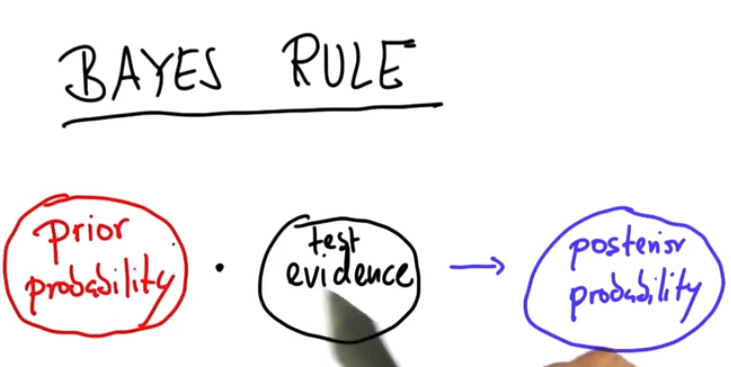 BAYES RULE
prior
probability
·
test
evidence
→
posterior
probability